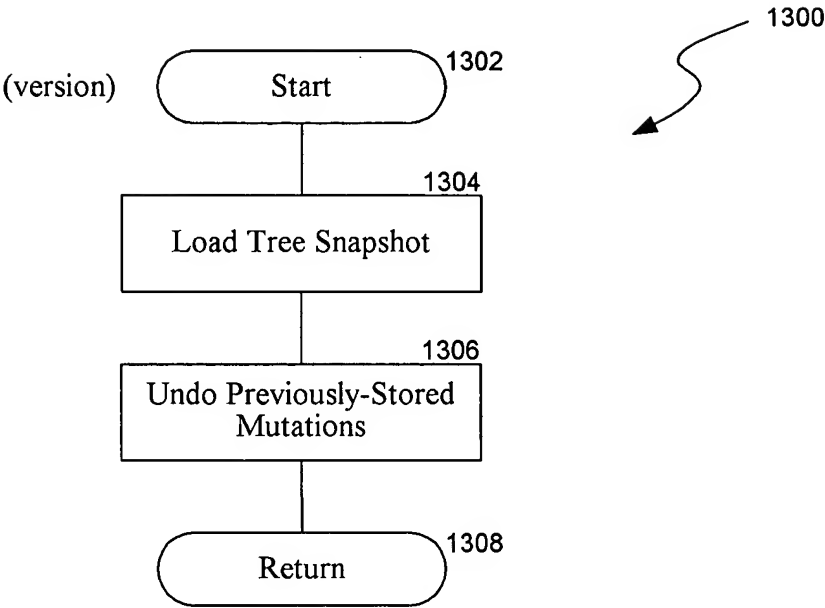 1300
1302
(version)
Start
1304
Load Tree Snapshot
1306
Undo Previously-Stored
Mutations
1308
Return